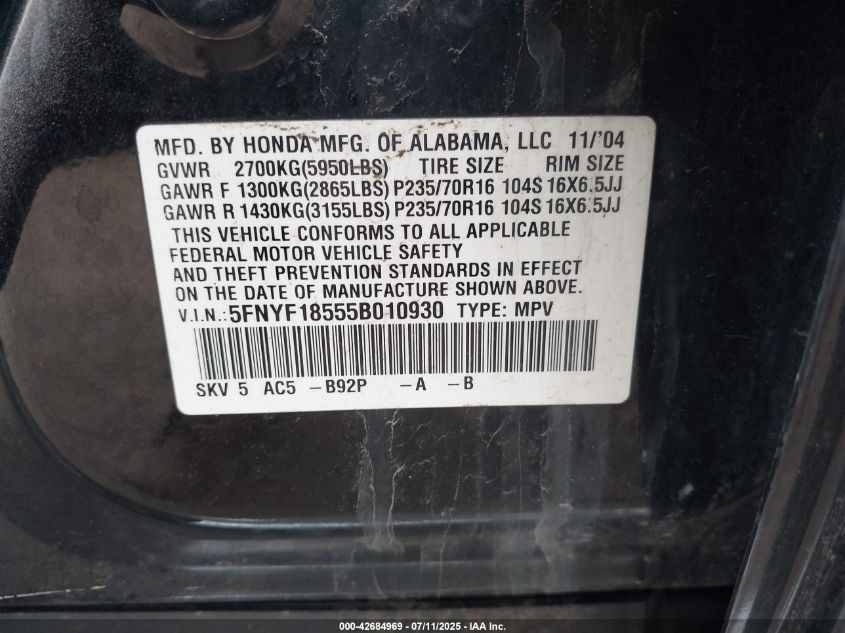 MFD. BY HONDA MFG. OF ALABAMA, LLC 11/'04
GVWR 2700KG(5950LBS) TIRE SIZE RIM SIZE
GAWR F 1300KG(2865LBS) P235/70R16 104S 16X6.5JJ
GAWR R 1430KG(3155LBS) P235/70R16 104S 16X6.5JJ
THIS VEHICLE CONFORMS TO ALL APPLICABLE
FEDERAL MOTOR VEHICLE SAFETY
AND THEFT PREVENTION STANDARDS IN EFFECT
ON THE DATE OF MANUFACTURE SHOWN ABOVE.
V.I.N.: 5FNYF18555B010930 TYPE: MPV
SKV 5 AC5 -B92P -A -B
000-42684969 - 07/11/2025 - IAA Inc.